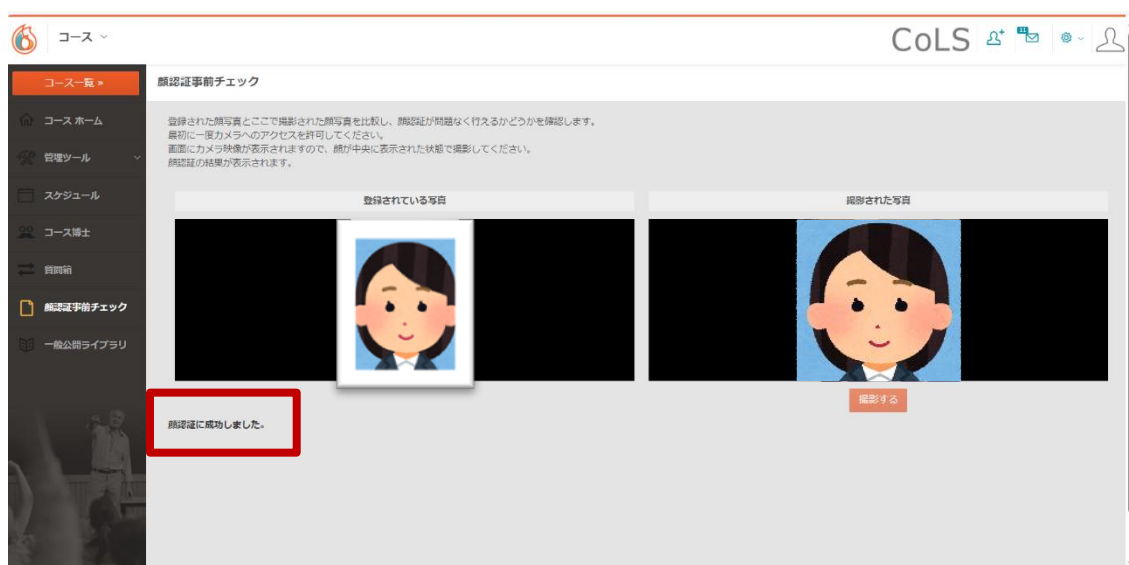 コース
CoLS
11
コース一覧 »
顔認証事前チェック
コース ホーム
管理ツール
スケジュール
コース博士
質問箱
顔認証事前チェック
一般公開ライブラリ
登録された顔写真とここで撮影された顔写真を比較し、顔認証が問題なく行えるかどうかを確認します。
最初に一度カメラへのアクセスを許可してください。
画面にカメラ映像が表示されますので、顔が中央に表示された状態で撮影してください。
顔認証の結果が表示されます。
登録されている写真
撮影された写真
撮影する
顔認証に成功しました。